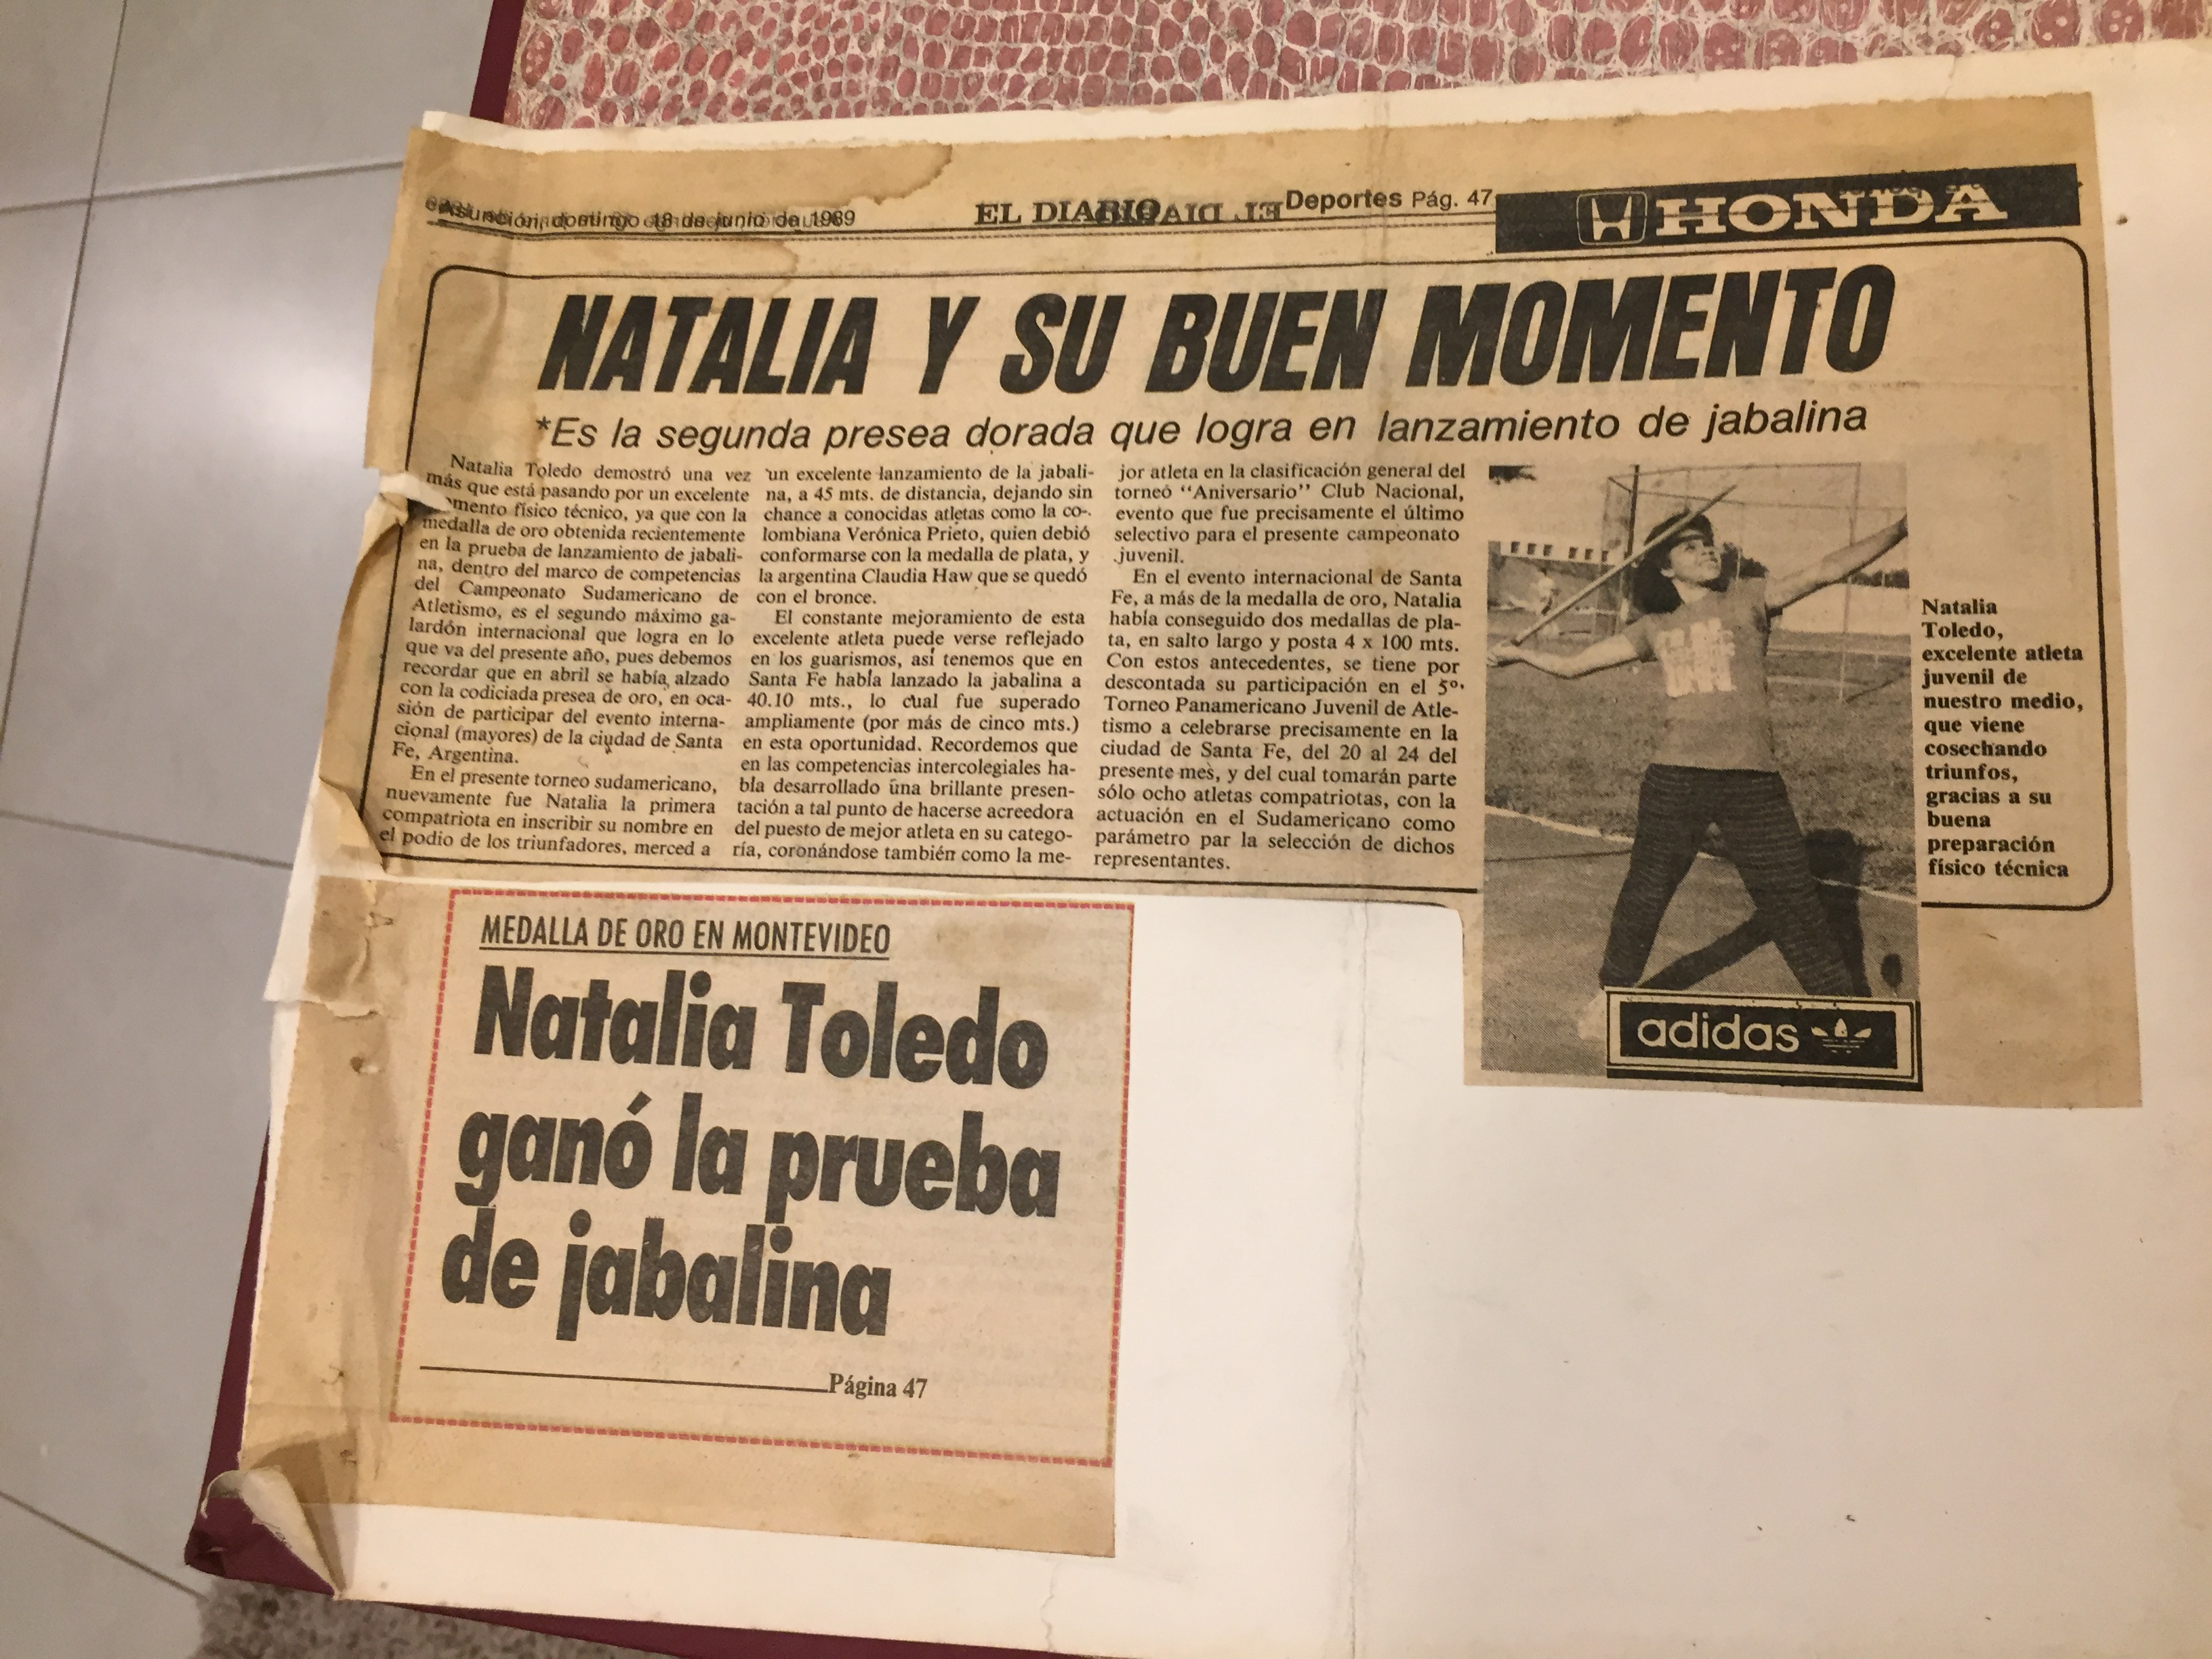 Asunción, domingo 18 de junio de 1989
EL DIARIO
Deportes Pág. 47
HONDA
NATALIA Y SU BUEN MOMENTO
*Es la segunda presea dorada que logra en lanzamiento de jabalina
Natalia Toledo demostró una vez
más que está pasando por un excelente
mento físico técnico, ya que con la
medalla de oro obtenida recientemente
en la prueba de lanzamiento de jabali-
na, dentro del marco de competencias
del Campeonato Sudamericano de
Atletismo, es el segundo máximo ga-
lardón internacional que logra en lo
que va del presente año, pues debemos
recordar que en abril se había alzado
con la codiciada presea de oro, en oca-
sión de participar del evento interna-
cional (mayores) de la ciudad de Santa
Fe, Argentina.
En el presente torneo sudamericano,
nuevamente fue Natalia la primera
compatriota en inscribir su nombre en
el podio de los triunfadores, merced a
un excelente lanzamiento de la jabali-
na, a 45 mts. de distancia, dejando sin
chance a conocidas atletas como la co-
lombiana Verónica Prieto, quien debió
conformarse con la medalla de plata, y
la argentina Claudia Haw que se quedó
con el bronce.
El constante mejoramiento de esta
excelente atleta puede verse reflejado
en los guarismos, así tenemos que en
Santa Fe habla lanzado la jabalina a
40.10 mts., lo cual fue superado
ampliamente (por más de cinco mts.)
en esta oportunidad. Recordemos que
en las competencias intercolegiales ha-
bla desarrollado una brillante presen-
tación a tal punto de hacerse acreedora
del puesto de mejor atleta en su catego-
ría, coronándose también como la me-
jor atleta en la clasificación general del
torneo "Aniversario" Club Nacional,
evento que fue precisamente el último
selectivo para el presente campeonato
juvenil.
En el evento internacional de Santa
Fe, a más de la medalla de oro, Natalia
había conseguido dos medallas de pla-
ta, en salto largo y posta 4 x 100 mts.
Con estos antecedentes, se tiene por
descontada su participación en el 5º.
Torneo Panamericano Juvenil de Atle-
tismo a celebrarse precisamente en la
ciudad de Santa Fe, del 20 al 24 del
presente mes, y del cual tomarán parte
sólo ocho atletas compatriotas, con la
actuación en el Sudamericano como
parámetro par la selección de dichos
representantes.
Natalia
Toledo,
excelente atleta
juvenil de
nuestro medio,
que viene
cosechando
triunfos,
gracias a su
buena
preparación
físico técnica
adidas
MEDALLA DE ORO EN MONTEVIDEO
Natalia Toledo
ganó la prueba
de jabalina
Página 47